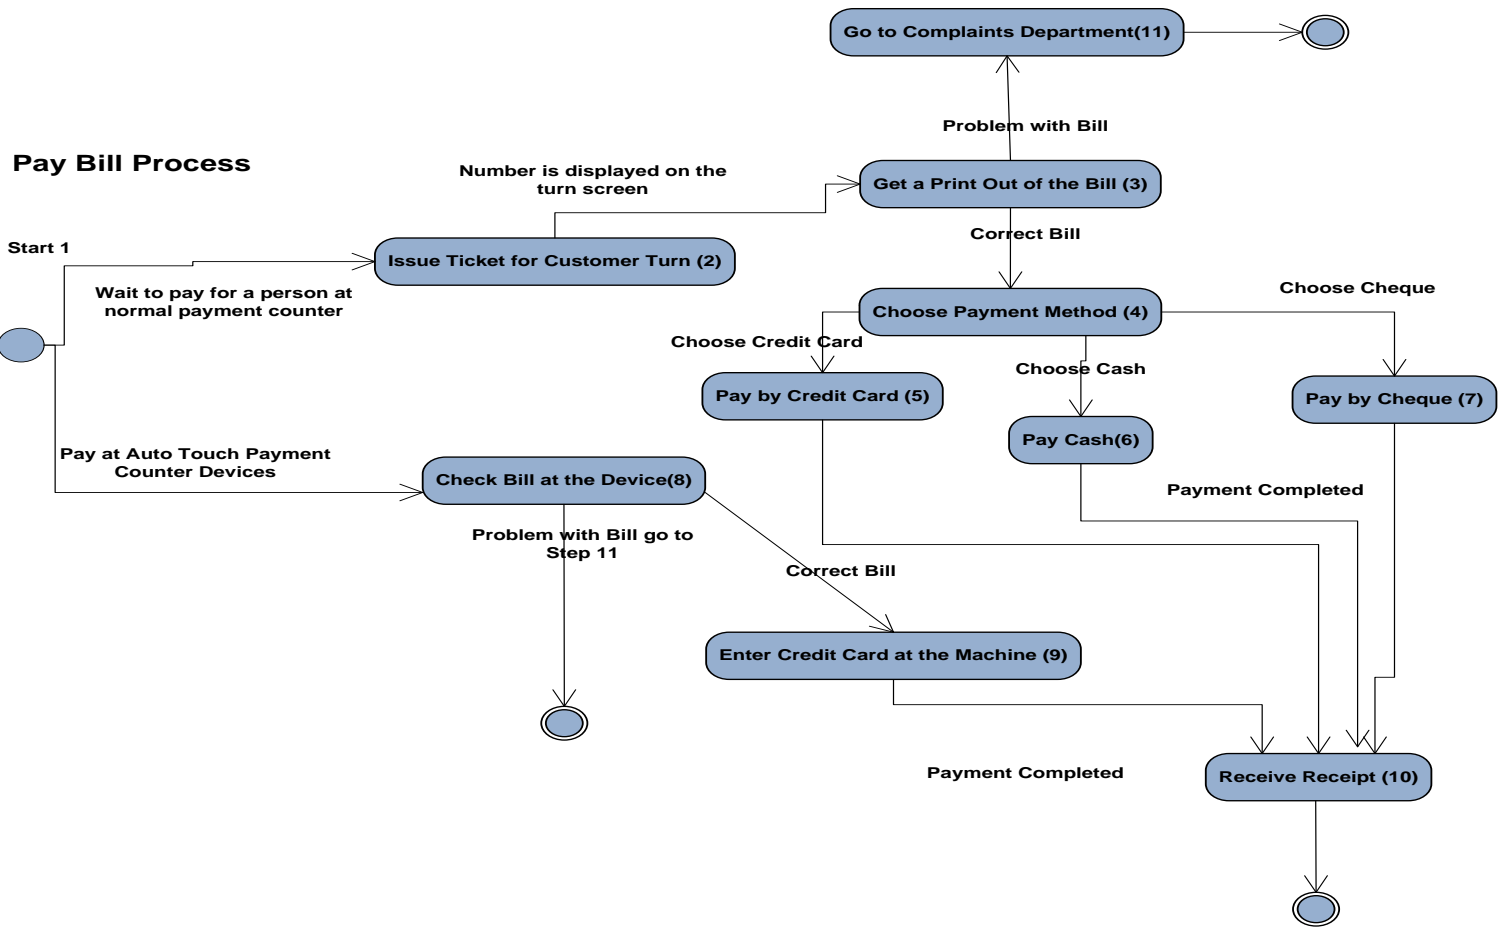 Go to Complaints Department(11)
Problem with Bill
Pay Bill Process
Number is displayed on the
turn screen
Get a Print Out of the Bill (3)
Correct Bill
Start 1
Issue Ticket for Customer Turn (2)
Wait to pay for a person at
normal payment counter
Choose Cheque
Choose Payment Method (4)
Choose Credit Card
Choose Cash
Pay by Credit Card (5)
Pay by Cheque (7)
Pay Cash(6)
Pay at Auto Touch Payment
Counter Devices
Check Bill at the Device(8)
Payment Completed
Problem with Bill go to
Step 11
Correct Bill
Enter Credit Card at the Machine (9)
Payment Completed
Receive Receipt (10)